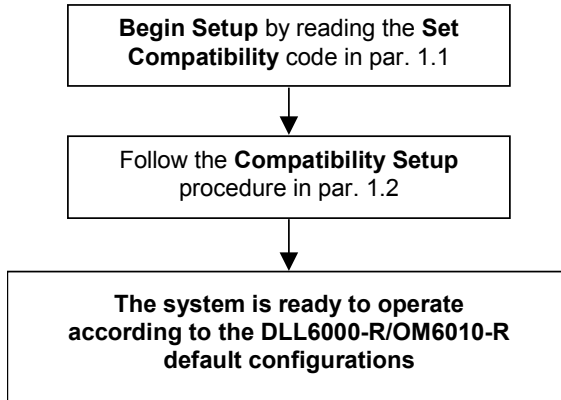 Begin Setup by reading the Set
Compatibility code in par. 1.1
Follow the Compatibility Setup
procedure in par. 1.2
The system is ready to operate
according to the DLL6000-R/OM6010-R
default configurations